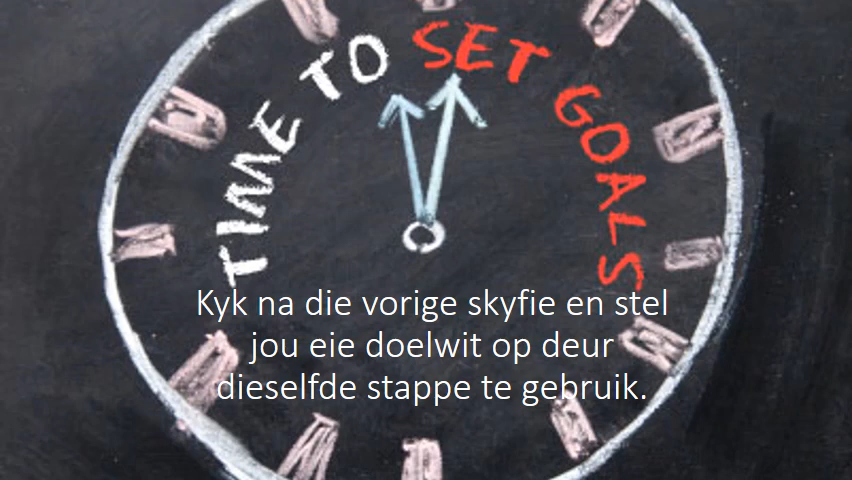 TIME TO SET GOALS
Kyk na die vorige skyfie en stel
jou eie doelwit op deur
dieselfde stappe te gebruik.